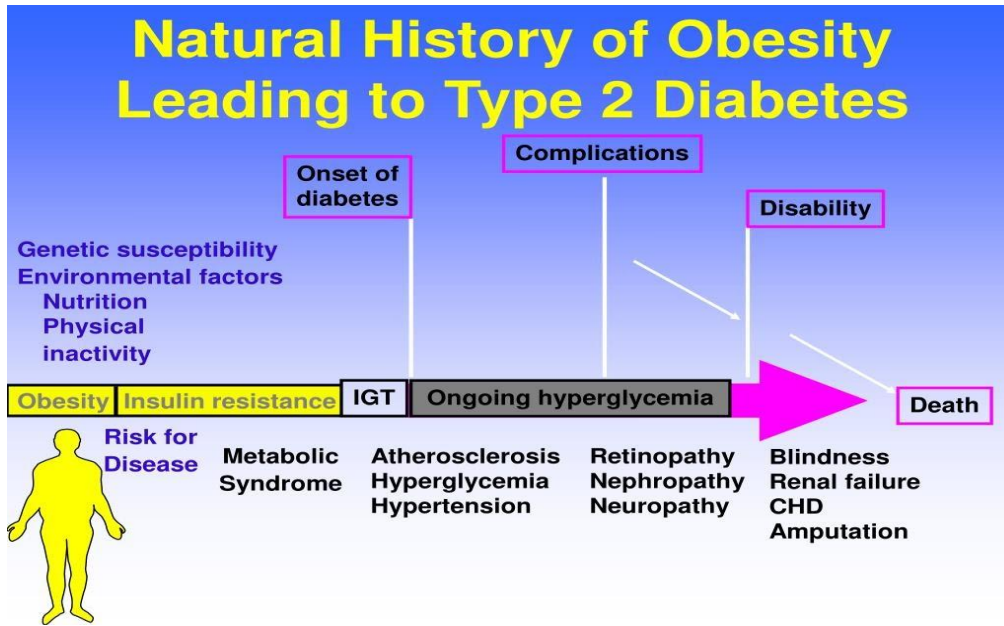 Natural History of Obesity
Leading to Type 2 Diabetes
Complications
Onset of
diabetes
Disability
Genetic susceptibility
Environmental factors
Nutrition
Physical
inactivity
Obesity
Insulin resistance
IGT
Ongoing hyperglycemia
Death
Risk for
Disease
Metabolic
Syndrome
Atherosclerosis
Hyperglycemia
Hypertension
Retinopathy
Nephropathy
Neuropathy
Blindness
Renal failure
CHD
Amputation